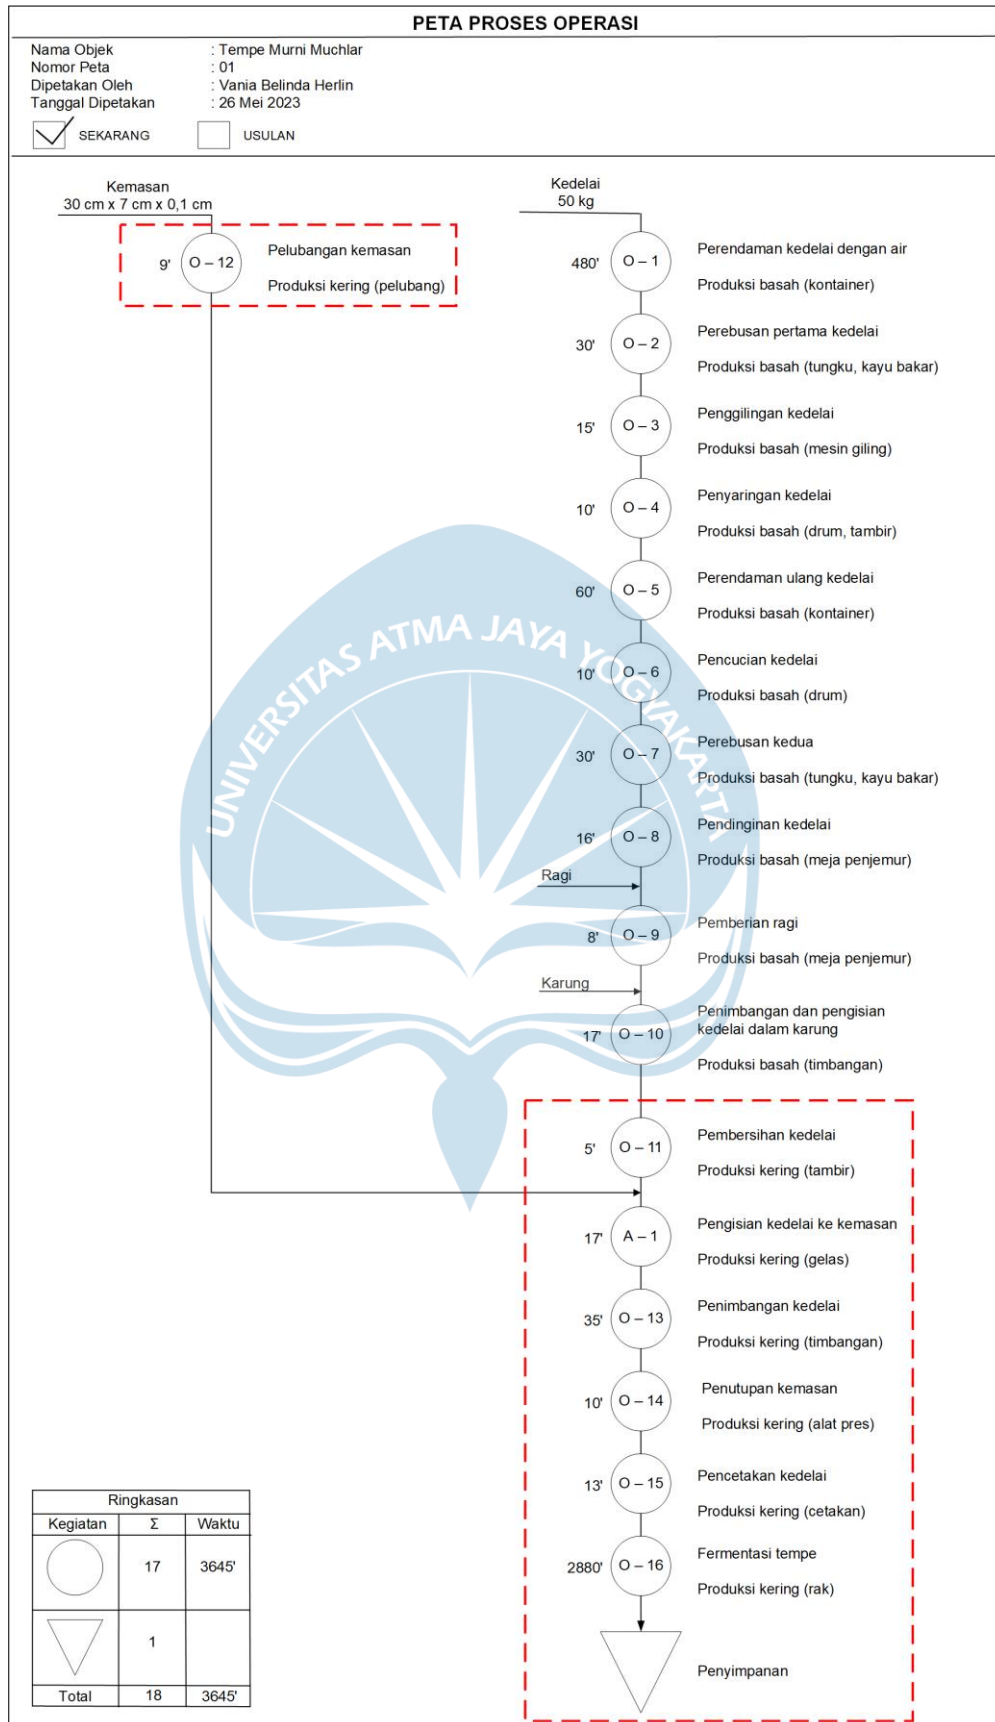 PETA PROSES OPERASI
Nama Objek : Tempe Murni Muchlar
Nomor Peta : 01
Dipetakan Oleh : Vania Belinda Herlin
Tanggal Dipetakan : 26 Mei 2023
SEKARANG USULAN
Kemasan
30 cm x 7 cm x 0,1 cm
9' O – 12 Pelubangan kemasan
Produksi kering (pelubang)
Kedelai
50 kg
480' O – 1 Perendaman kedelai dengan air
Produksi basah (kontainer)
30' O – 2 Perebusan pertama kedelai
Produksi basah (tungku, kayu bakar)
15' O – 3 Penggilingan kedelai
Produksi basah (mesin giling)
10' O – 4 Penyaringan kedelai
Produksi basah (drum, tambir)
60' O – 5 Perendaman ulang kedelai
Produksi basah (kontainer)
10' O – 6 Pencucian kedelai
Produksi basah (drum)
30' O – 7 Perebusan kedua
Produksi basah (tungku, kayu bakar)
16' O – 8 Pendinginan kedelai
Produksi basah (meja penjemur)
Ragi
8' O – 9 Pemberian ragi
Produksi basah (meja penjemur)
Karung
17' O – 10 Penimbangan dan pengisian
kedelai dalam karung
Produksi basah (timbangan)
5' O – 11 Pembersihan kedelai
Produksi kering (tambir)
17' A – 1 Pengisian kedelai ke kemasan
Produksi kering (gelas)
35' O – 13 Penimbangan kedelai
Produksi kering (timbangan)
10' O – 14 Penutupan kemasan
Produksi kering (alat pres)
13' O – 15 Pencetakan kedelai
Produksi kering (cetakan)
2880' O – 16 Fermentasi tempe
Produksi kering (rak)
Penyimpanan
Ringkasan
Kegiatan Σ Waktu
17 3645'
1
Total 18 3645'
UNIVERSITAS ATMA JAYA YOGYAKARTA